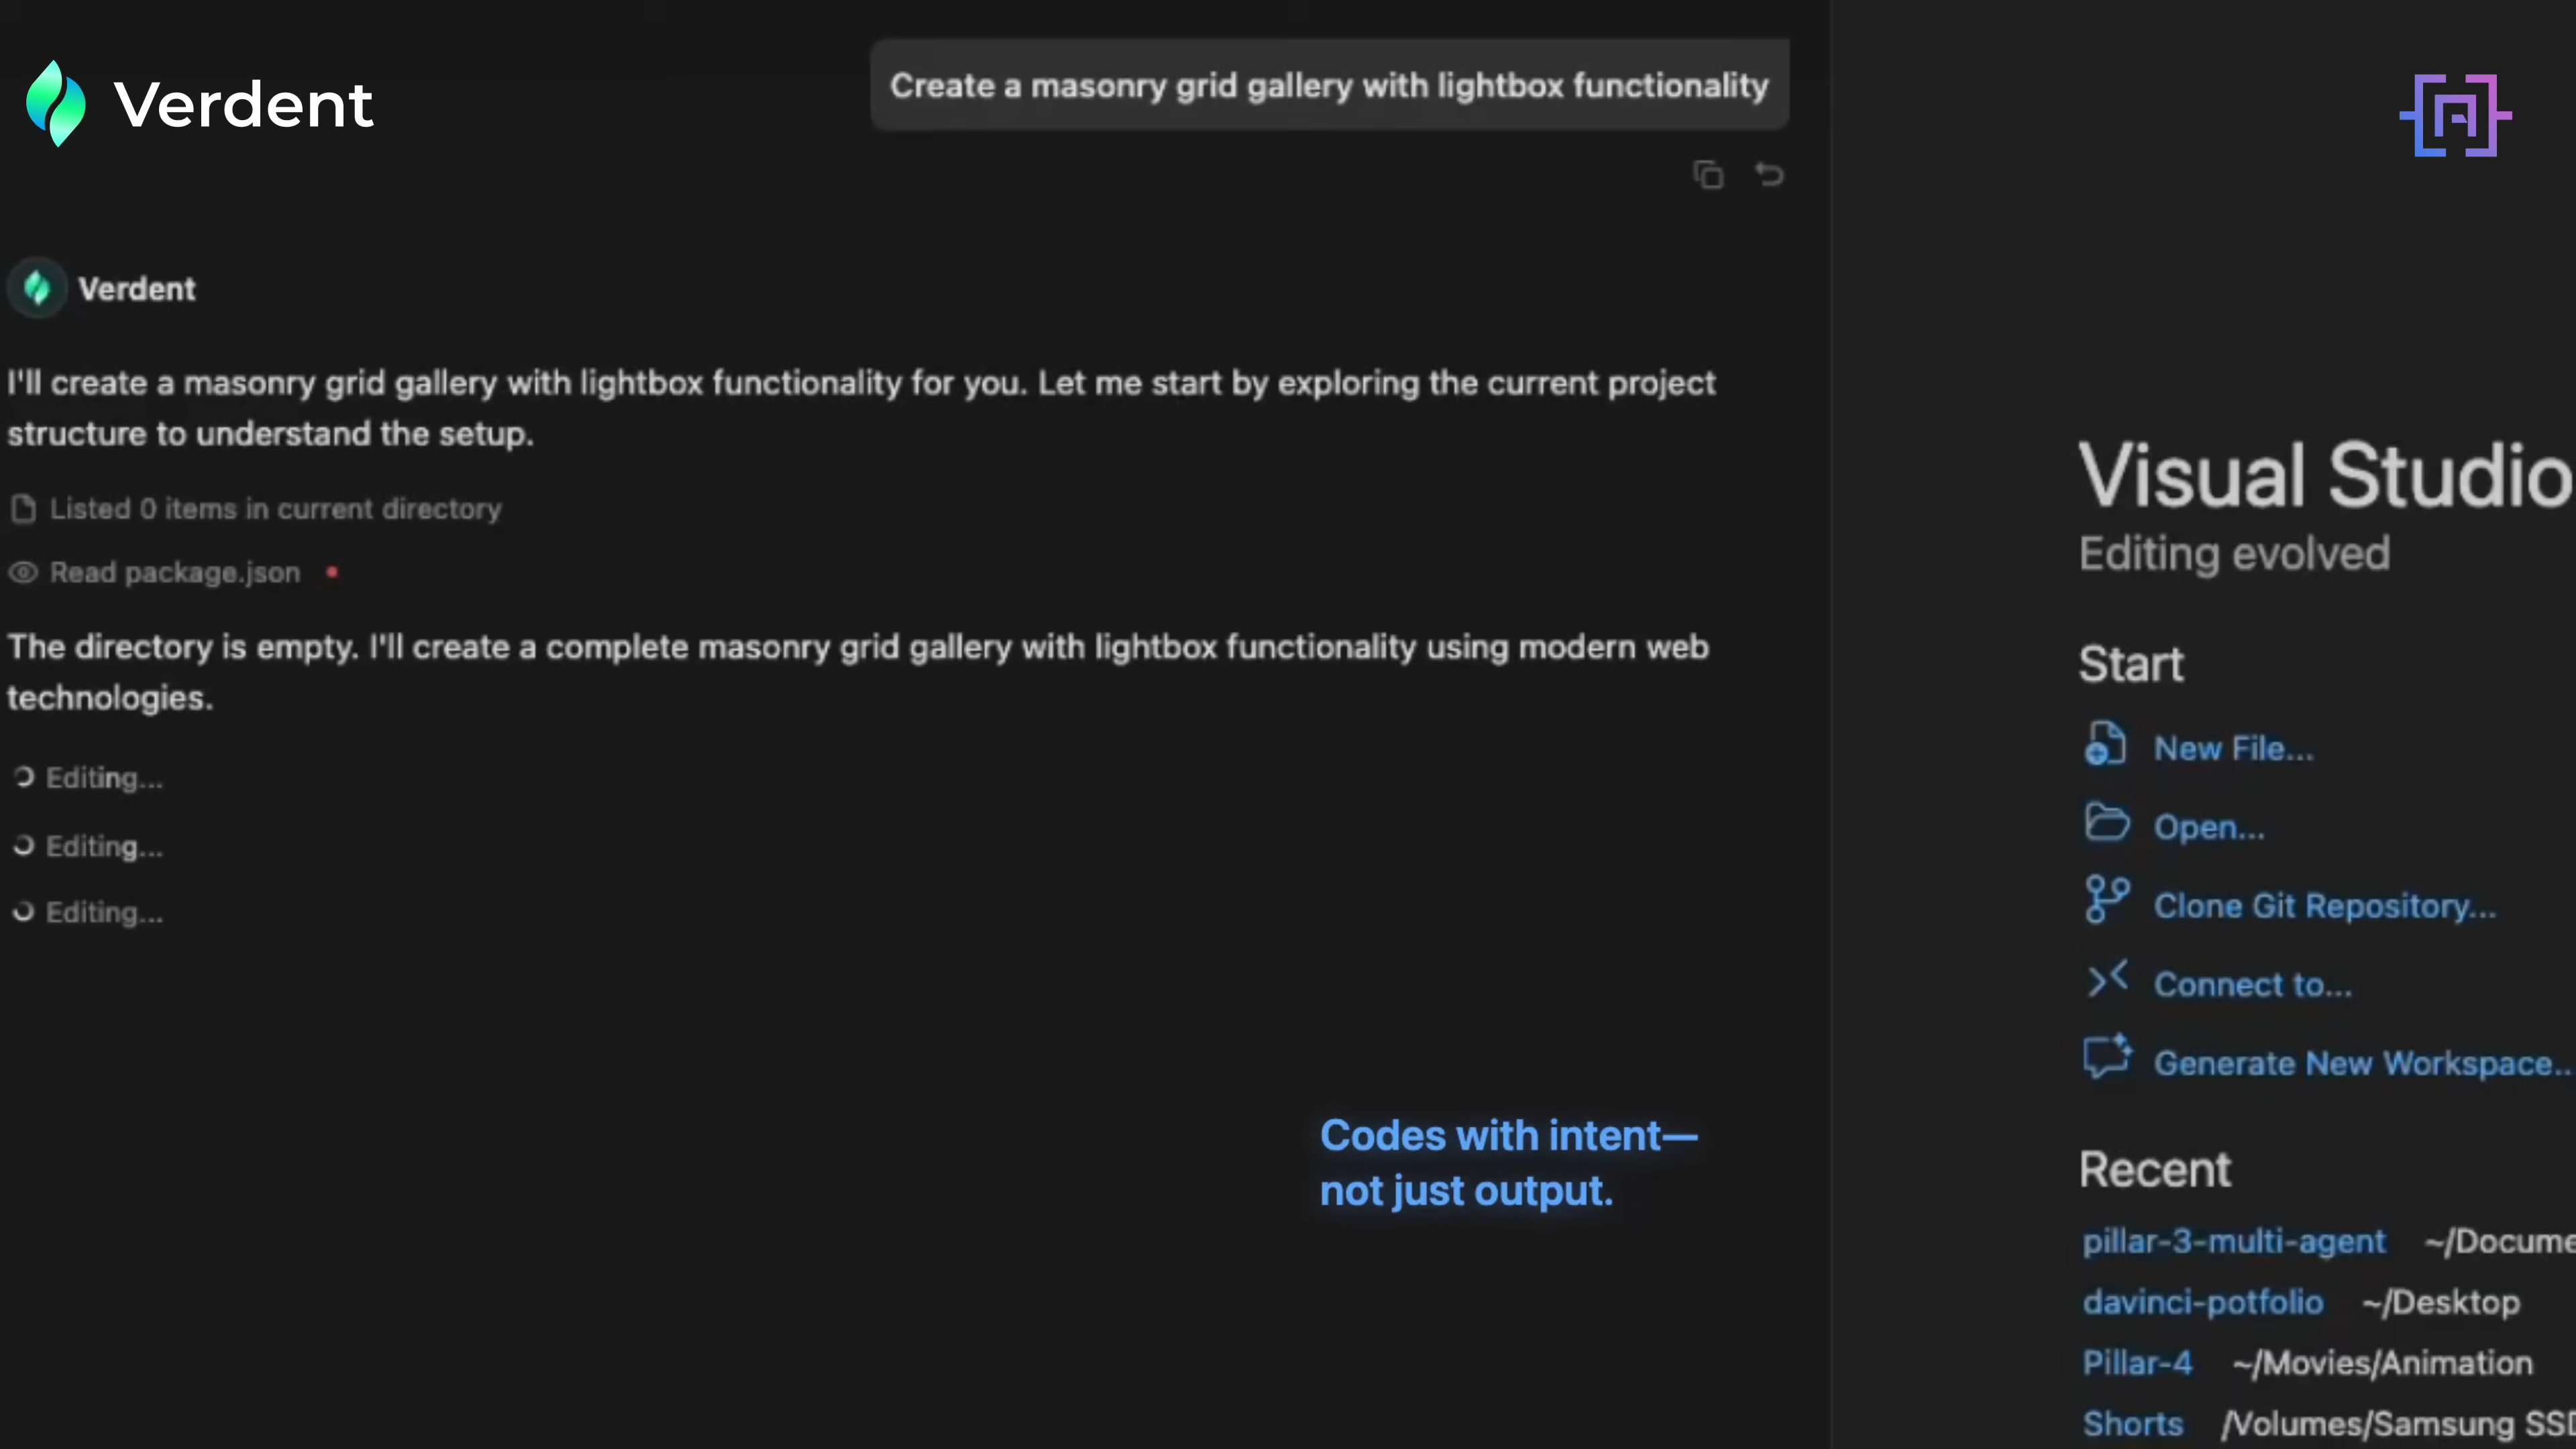 Verdent
Create a masonry grid gallery with lightbox functionality
Verdent
I'll create a masonry grid gallery with lightbox functionality for you. Let me start by exploring the current project
structure to understand the setup.
Listed 0 items in current directory
Read package.json
The directory is empty. I'll create a complete masonry grid gallery with lightbox functionality using modern web
technologies.
Editing...
Editing...
Editing...
Codes with intent—
not just output.
Visual Studio
Editing evolved
Start
New File...
Open...
Clone Git Repository...
Connect to...
Generate New Workspace..
Recent
pillar-3-multi-agent ~/Docume
davinci-potfolio ~/Desktop
Pillar-4 ~/Movies/Animation
Shorts /Volumes/Samsung SSD